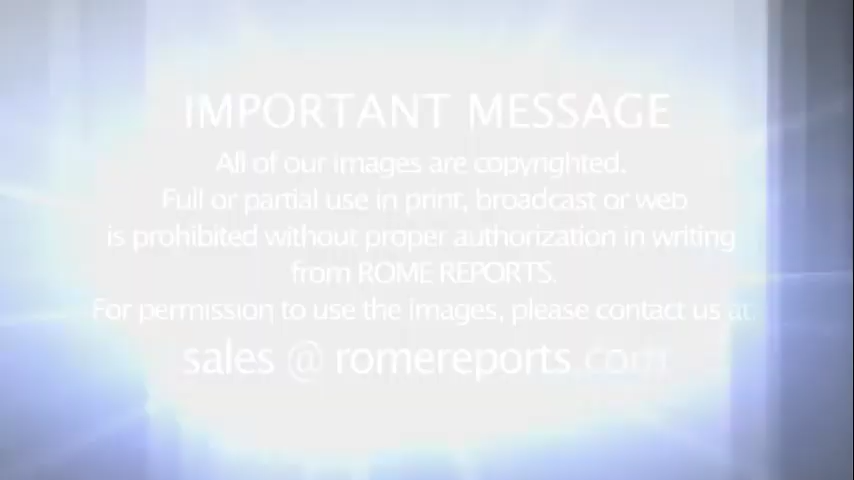 IMPORTANT MESSAGE
All of our images are copyrighted.
Full or partial use in print, broadcast or web
is prohibited without proper authorization in writing
from ROME REPORTS.
For permission to use the images, please contact us at
sales @ romereports.com